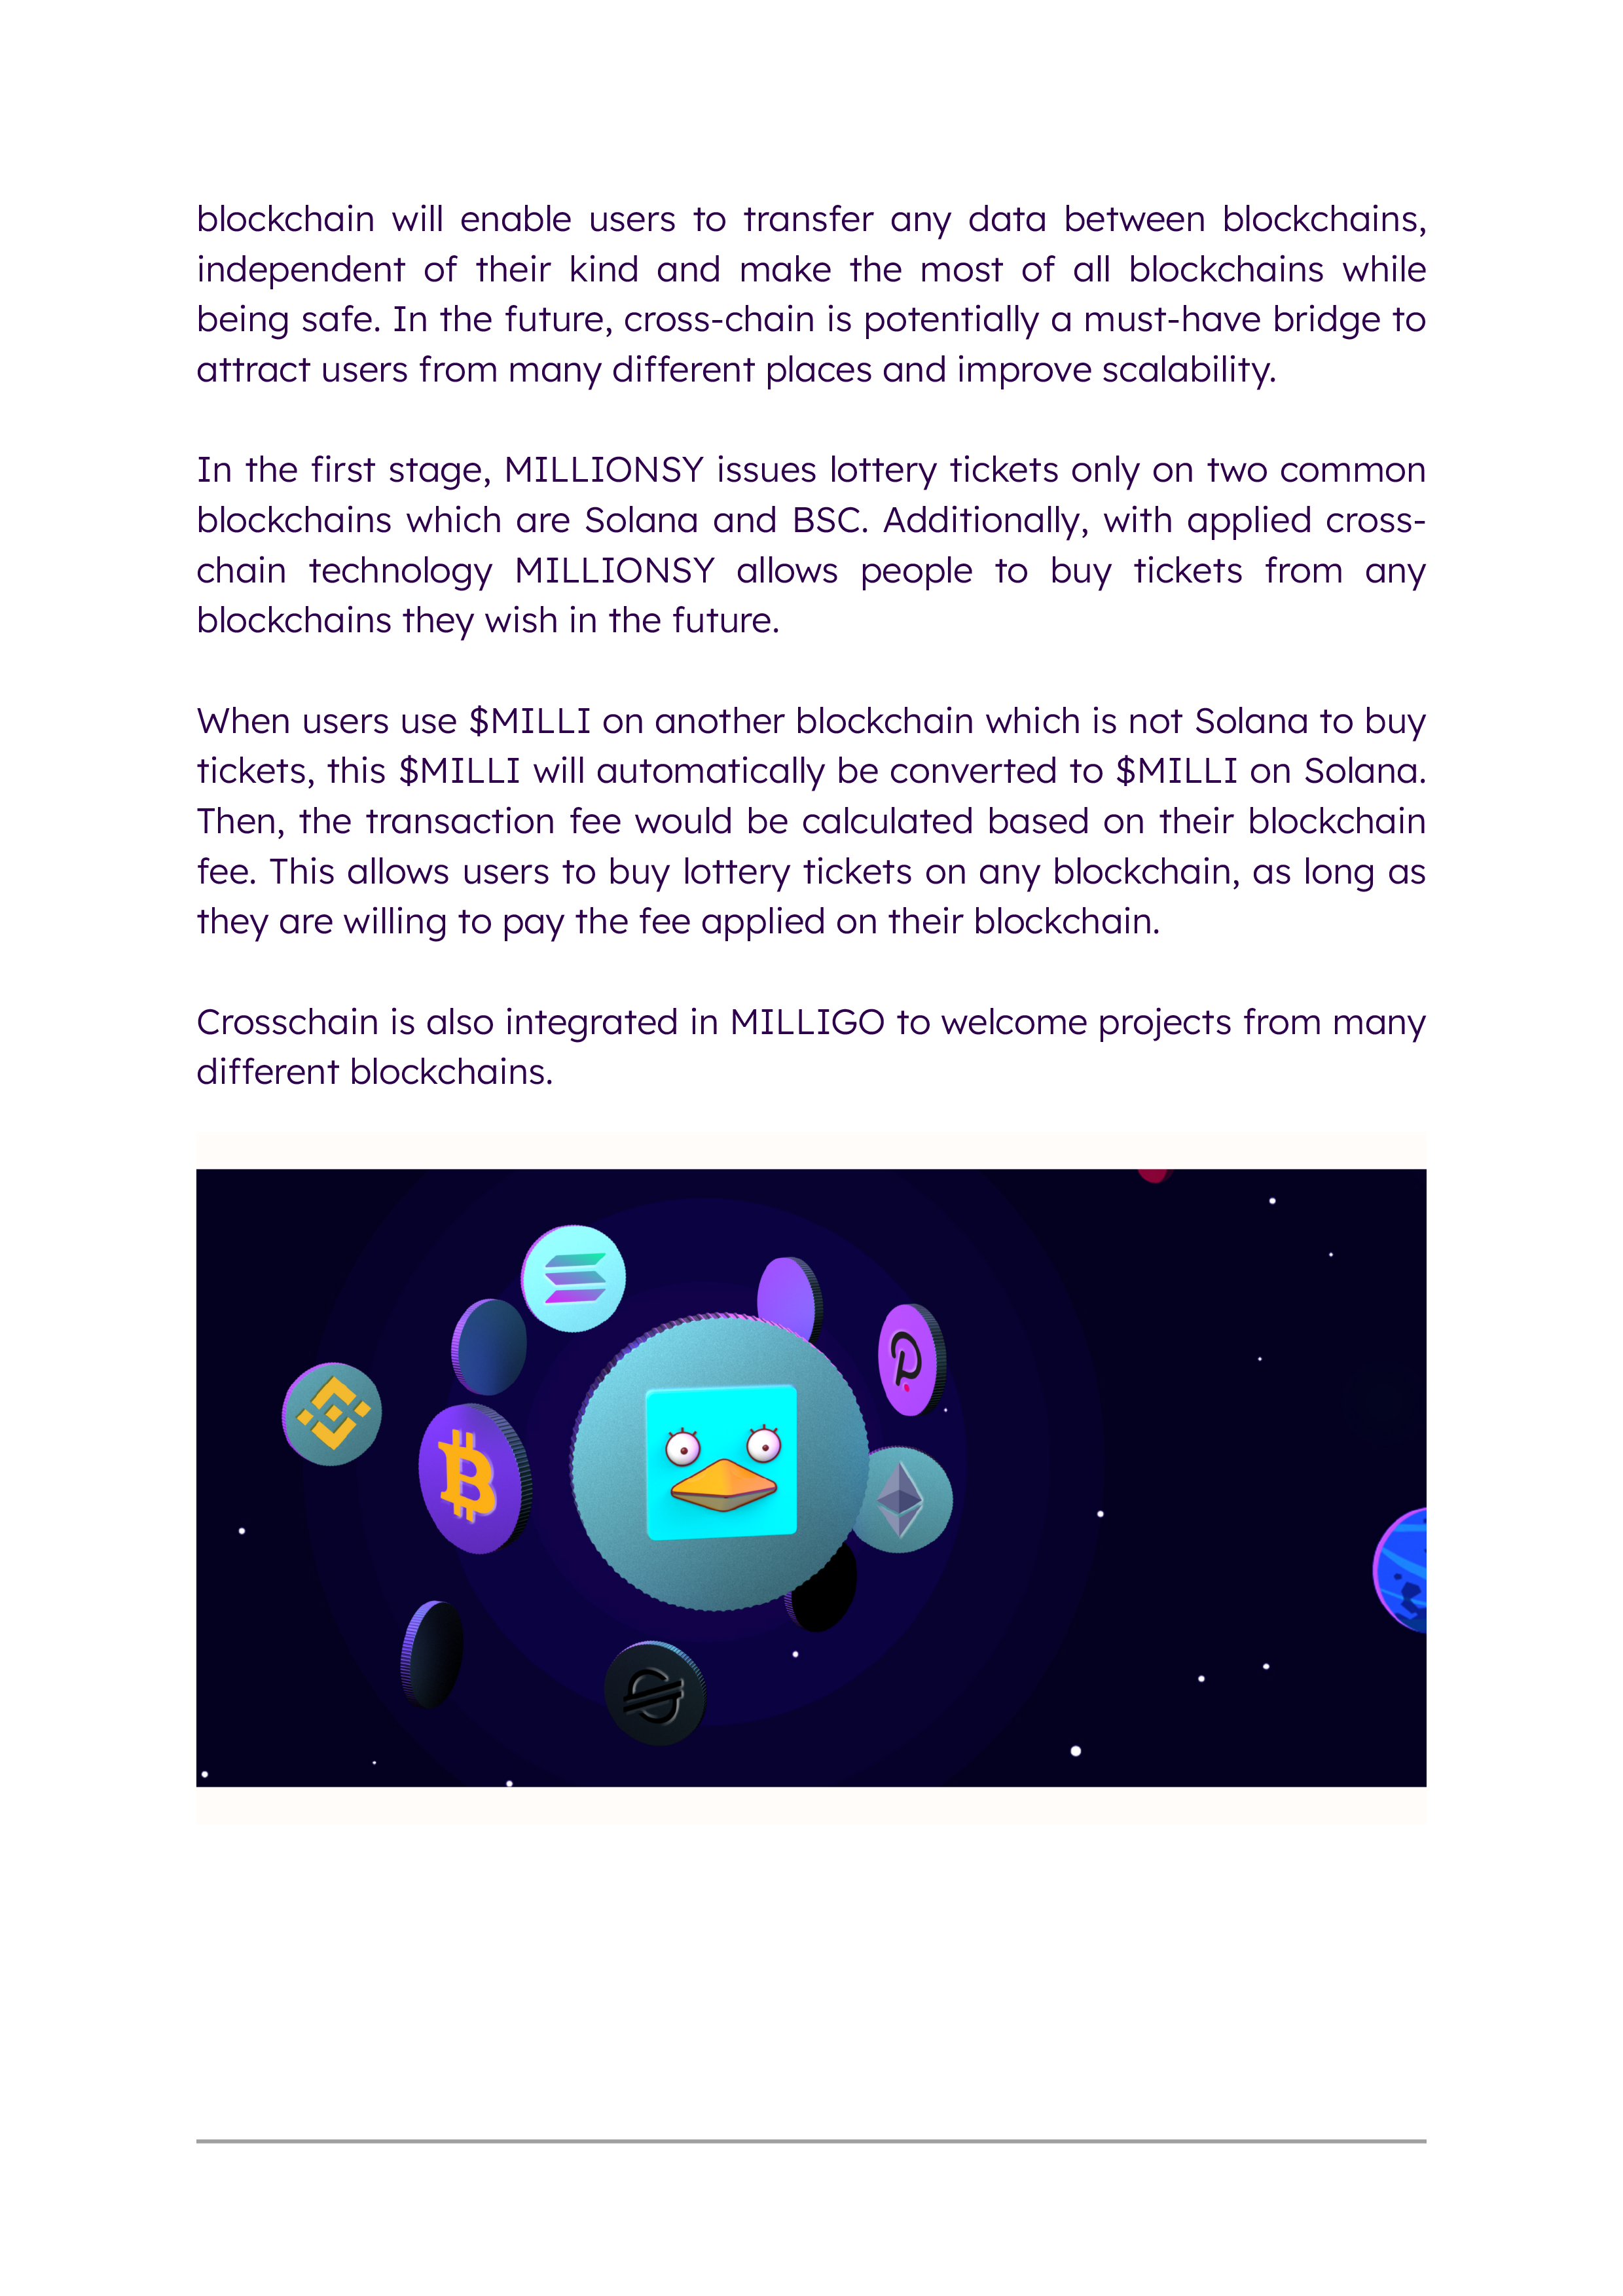 blockchain will enable users to transfer any data between blockchains,
independent of their kind and make the most of all blockchains while
being safe. In the future, cross-chain is potentially a must-have bridge to
attract users from many different places and improve scalability.
In the first stage, MILLIONSY issues lottery tickets only on two common
blockchains which are Solana and BSC. Additionally, with applied cross-
chain technology MILLIONSY allows people to buy tickets from any
blockchains they wish in the future.
When users use $MILLI on another blockchain which is not Solana to buy
tickets, this $MILLI will automatically be converted to $MILLI on Solana.
Then, the transaction fee would be calculated based on their blockchain
fee. This allows users to buy lottery tickets on any blockchain, as long as
they are willing to pay the fee applied on their blockchain.
Crosschain is also integrated in MILLIGO to welcome projects from many
different blockchains.